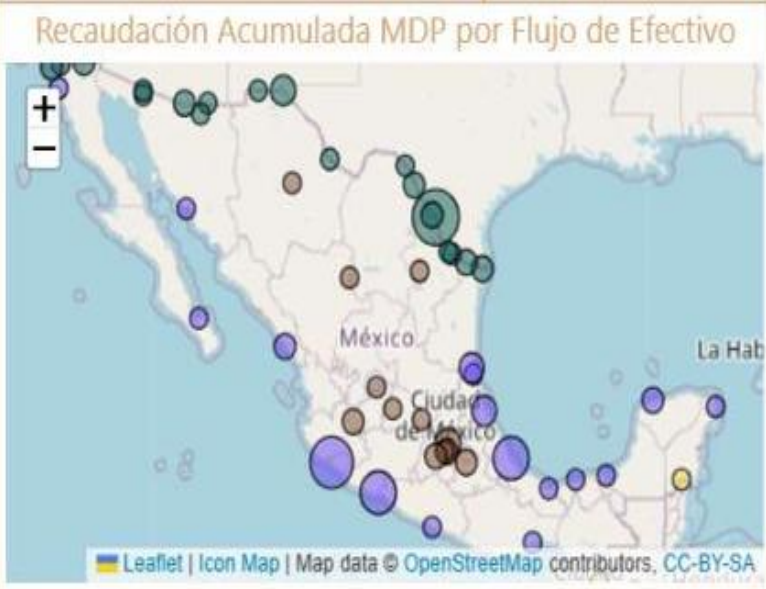 Recaudación Acumulada MDP por Flujo de Efectivo
+
−
México
La Hab
Ciudad
de México
Leaflet | Icon Map | Map data © OpenStreetMap contributors, CC-BY-SA